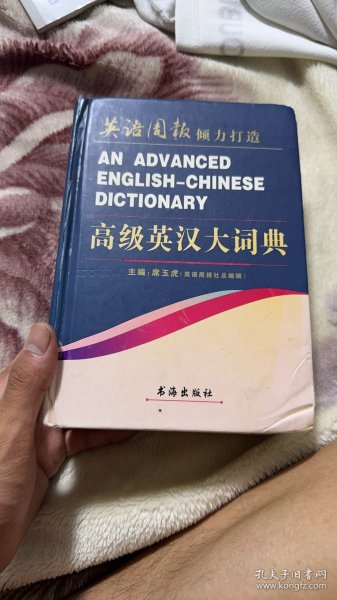 英语周报 倾力打造
AN ADVANCED
ENGLISH-CHINESE
DICTIONARY
高级英汉大词典
主编:席玉虎(英语周报社总编辑)
书海出版社
孔夫子旧书网
www.kongfz.com